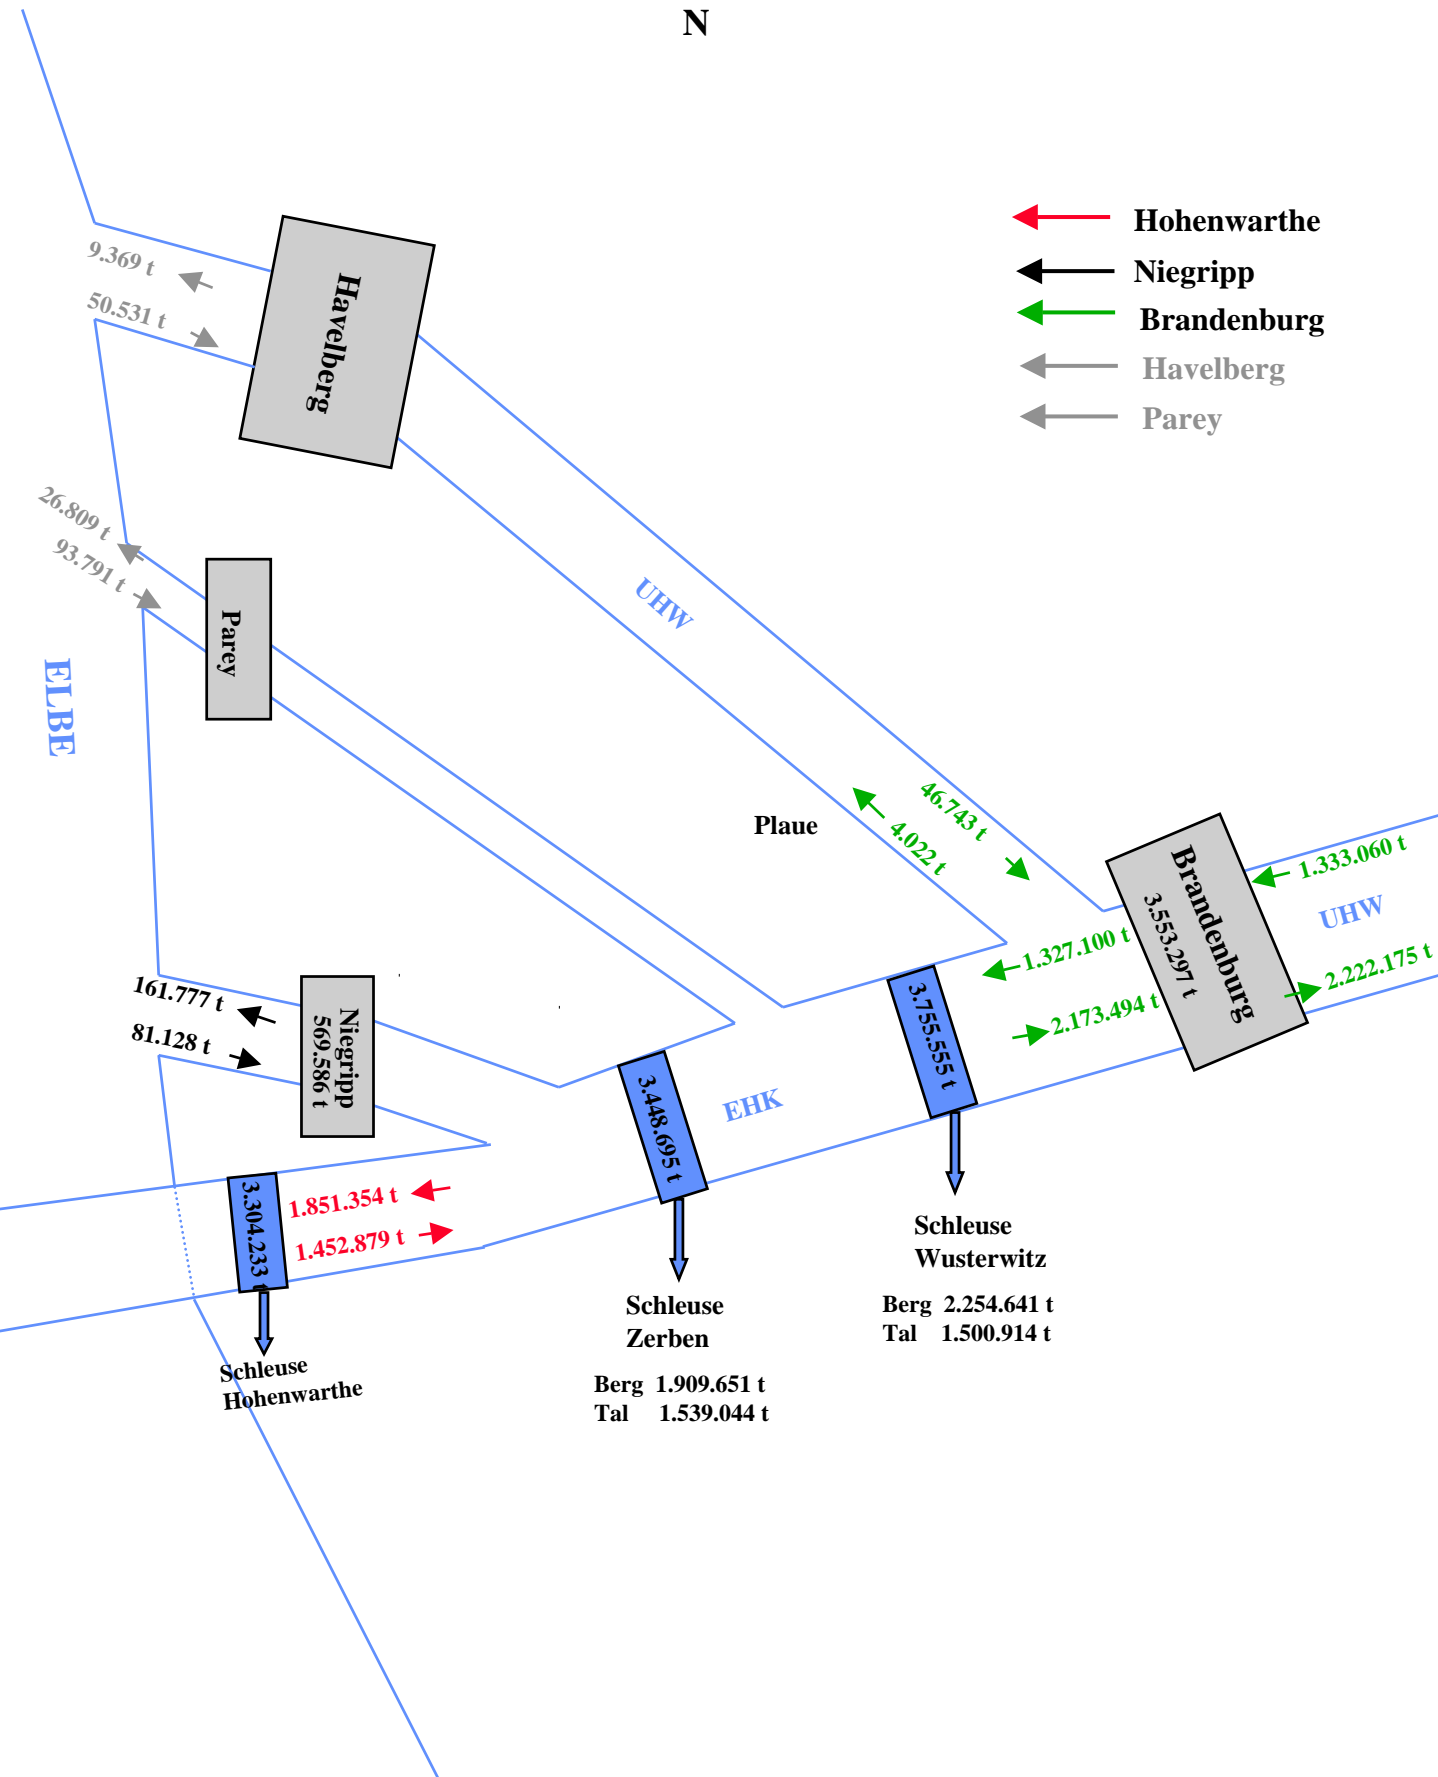 N
Hohenwarthe
Niegripp
Brandenburg
Havelberg
Parey
9.369 t
50.531 t
Havelberg
26.809 t
93.791 t
Parey
UHW
ELBE
Plaue
46.743 t
4.022 t
Brandenburg
3.553.297 t
1.333.060 t
UHW
2.222.175 t
1.327.100 t
2.173.494 t
161.777 t
81.128 t
Niegripp
569.586 t
3.755.555 t
3.448.695 t
EHK
3.304.233 t
1.851.354 t
1.452.879 t
Schleuse
Wusterwitz
Berg 2.254.641 t
Tal 1.500.914 t
Schleuse
Zerben
Berg 1.909.651 t
Tal 1.539.044 t
Schleuse
Hohenwarthe